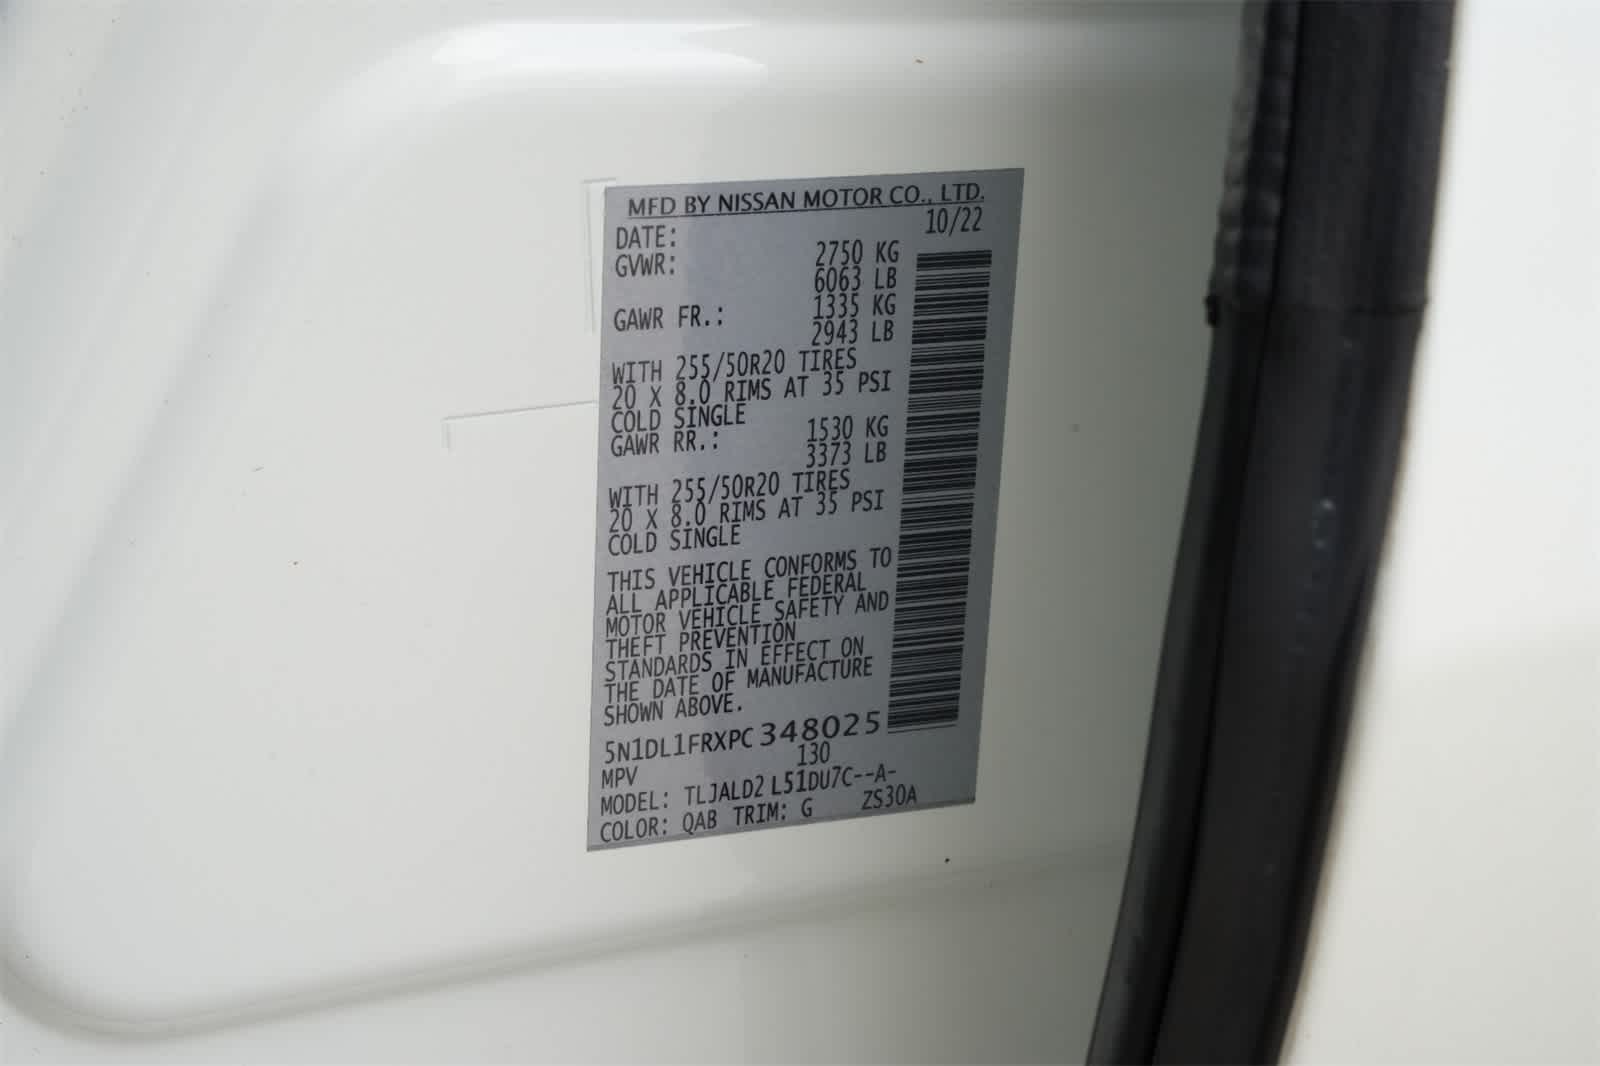 MFD BY NISSAN MOTOR CO., LTD.
DATE: 10/22
GVWR: 2750 KG
6063 LB
GAWR FR.: 1335 KG
2943 LB
WITH 255/50R20 TIRES
20 X 8.0 RIMS AT 35 PSI
COLD SINGLE
GAWR RR.: 1530 KG
3373 LB
WITH 255/50R20 TIRES
20 X 8.0 RIMS AT 35 PSI
COLD SINGLE
THIS VEHICLE CONFORMS TO
ALL APPLICABLE FEDERAL
MOTOR VEHICLE SAFETY AND
THEFT PREVENTION
STANDARDS IN EFFECT ON
THE DATE OF MANUFACTURE
SHOWN ABOVE.
5N1DL1FRXPC348025
MPV 130
MODEL: TLJALD2 L51DU7C--A-
COLOR: QAB TRIM: G ZS30A